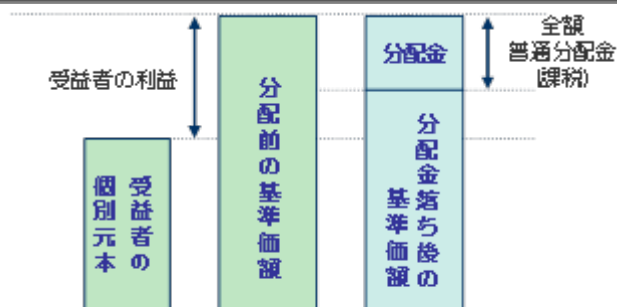 全額
普通分配金
(課税)
分配金
受益者の利益
分配前の基準価額
分配金落ち後の
基準価額
受益者の
個別元本